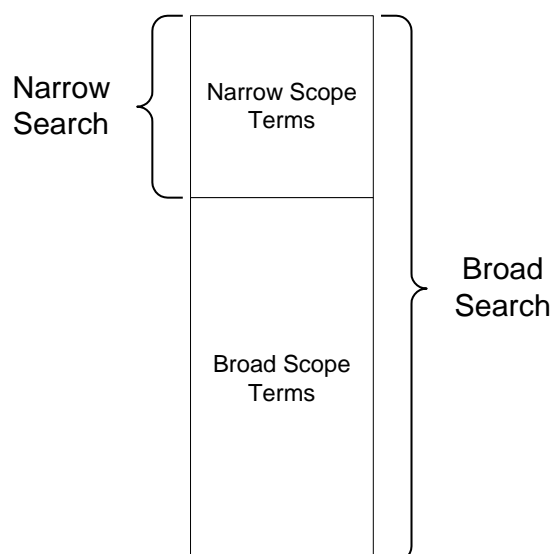 Narrow
Search
Narrow Scope
Terms
Broad
Search
Broad Scope
Terms